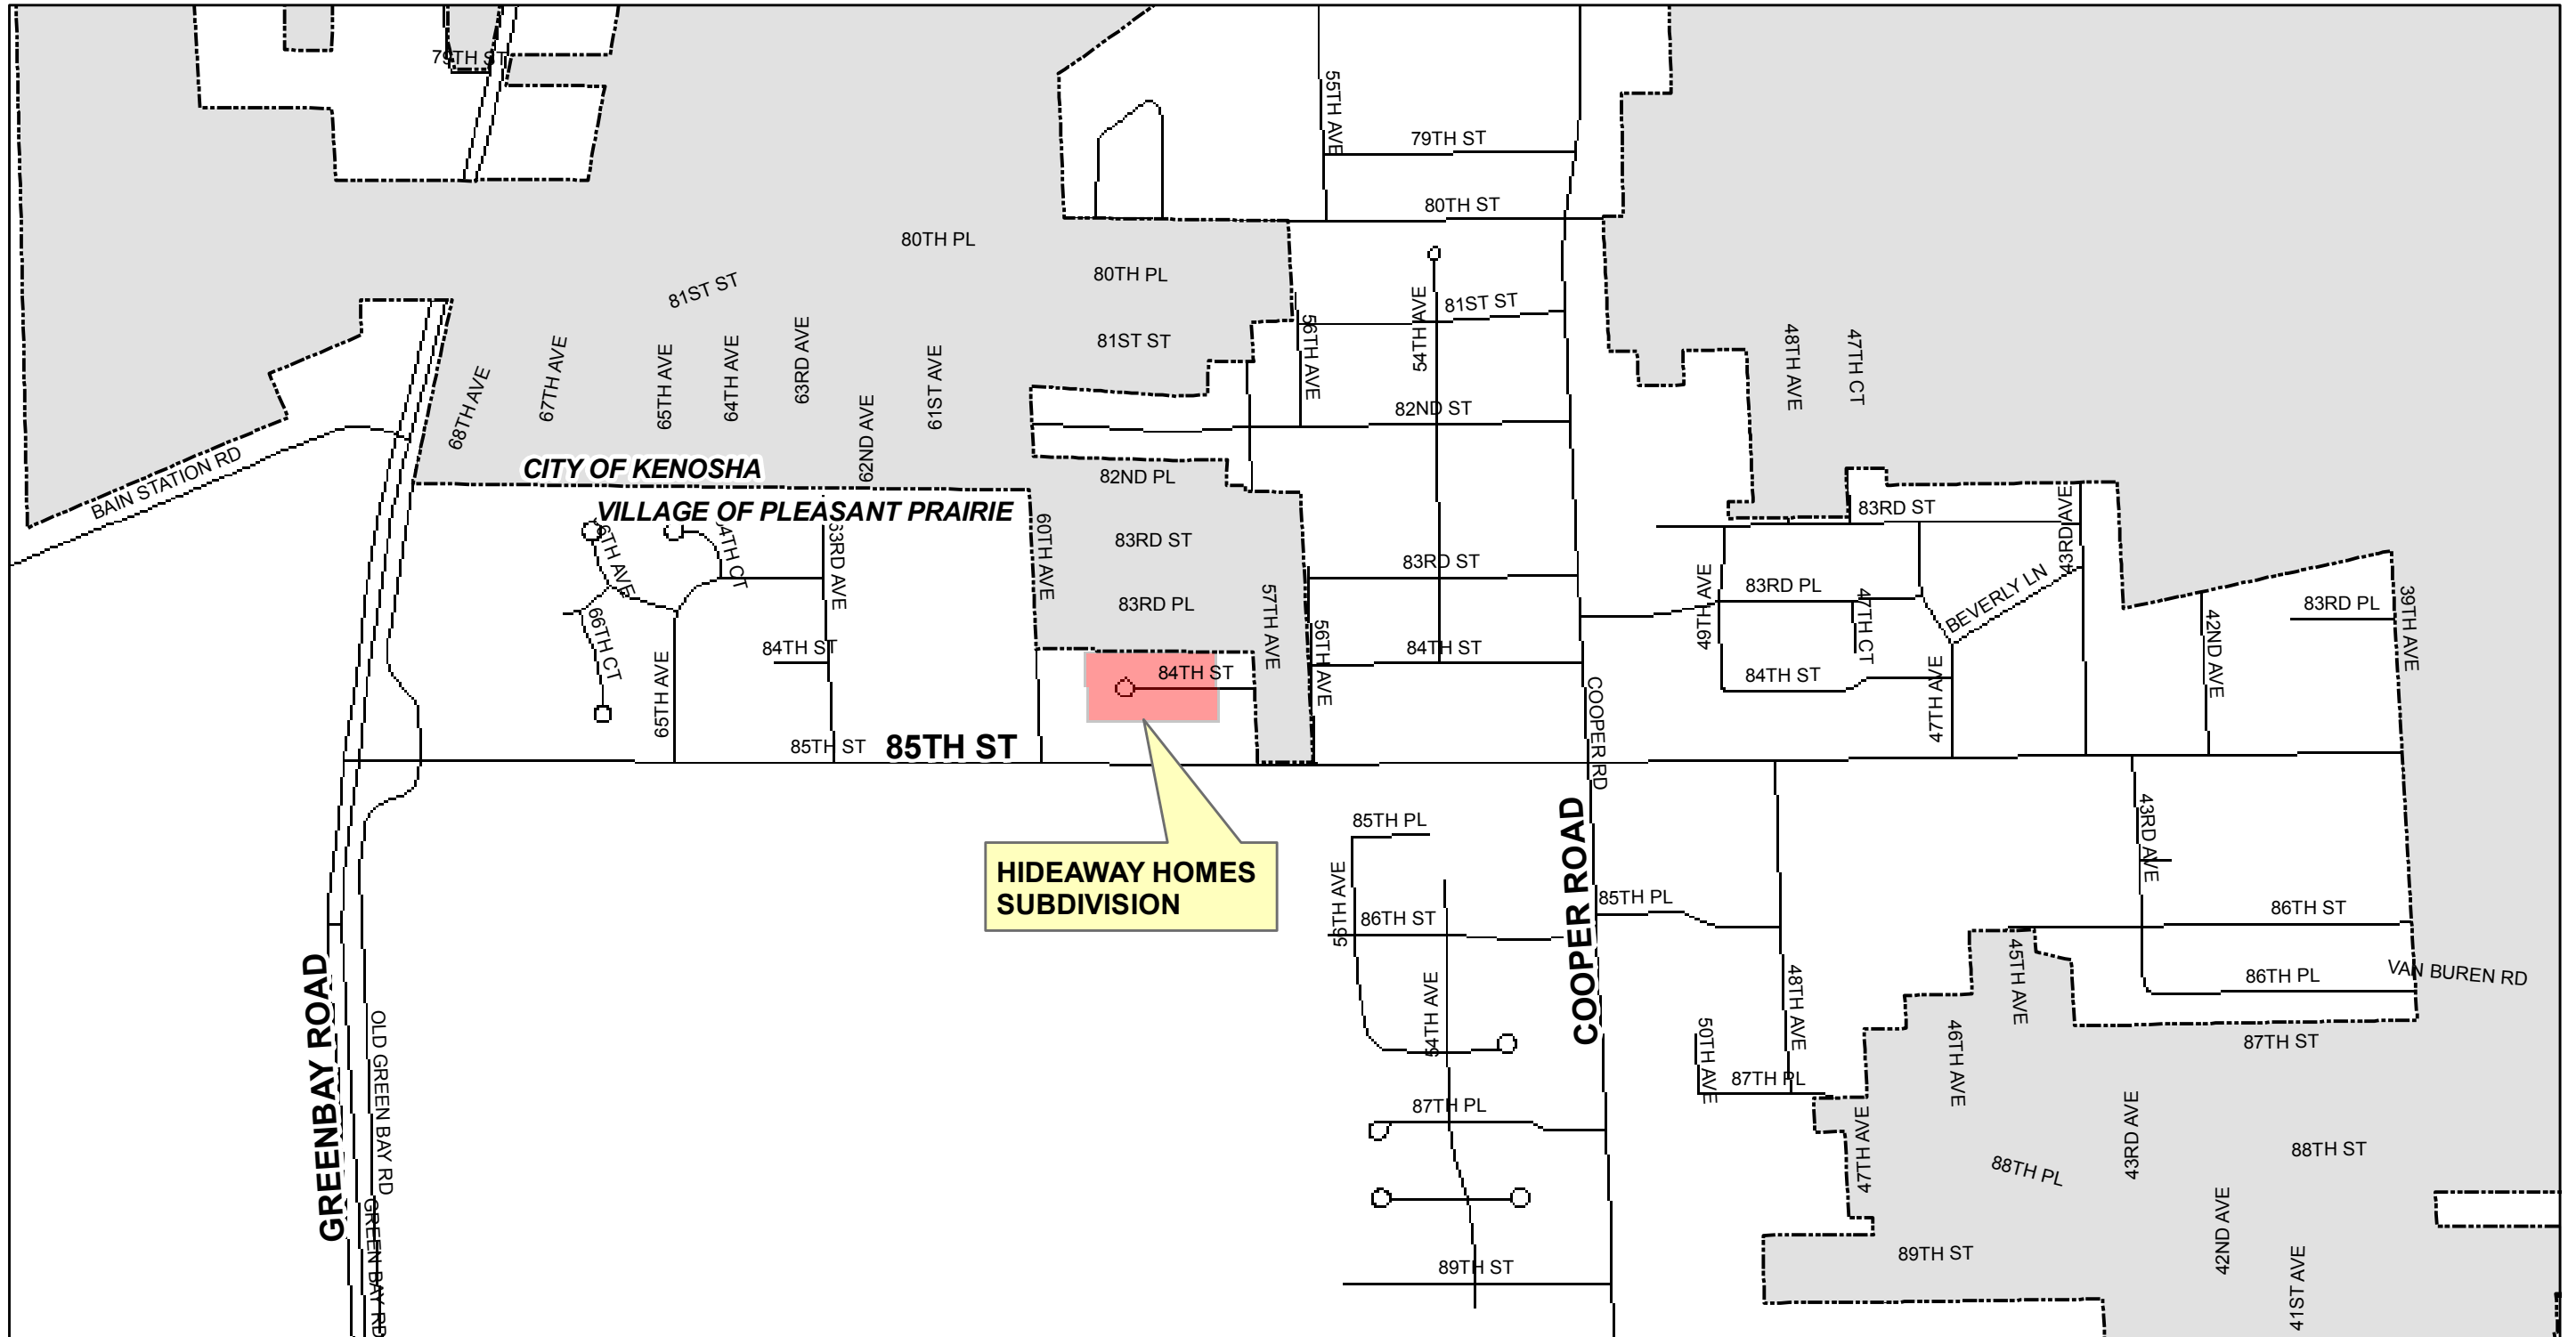 79TH ST
55TH AVE
79TH ST
80TH ST
80TH PL
80TH PL
81ST ST
81ST ST
81ST ST
54TH AVE
56TH AVE
68TH AVE
67TH AVE
65TH AVE
64TH AVE
63RD AVE
62ND AVE
61ST AVE
48TH AVE
47TH CT
82ND ST
BAIN STATION RD
CITY OF KENOSHA
VILLAGE OF PLEASANT PRAIRIE
82ND PL
83RD ST
83RD PL
60TH AVE
57TH AVE
83RD ST
83RD ST
43RD AVE
66TH AVE
64TH CT
63RD AVE
66TH CT
65TH AVE
84TH ST
84TH ST
84TH ST
56TH AVE
49TH AVE
83RD PL
47TH CT
BEVERLY LN
84TH ST
47TH AVE
42ND AVE
83RD PL
39TH AVE
COOPER RD
85TH ST
85TH ST
HIDEAWAY HOMES
SUBDIVISION
85TH PL
56TH AVE
86TH ST
54TH AVE
COOPER ROAD
85TH PL
48TH AVE
50TH AVE
87TH PL
87TH PL
89TH ST
43RD AVE
86TH ST
86TH PL
VAN BUREN RD
45TH AVE
46TH AVE
87TH ST
47TH AVE
43RD AVE
88TH ST
88TH PL
42ND AVE
89TH ST
41ST AVE
GREENBAY ROAD
OLD GREEN BAY RD
GREEN BAY RD